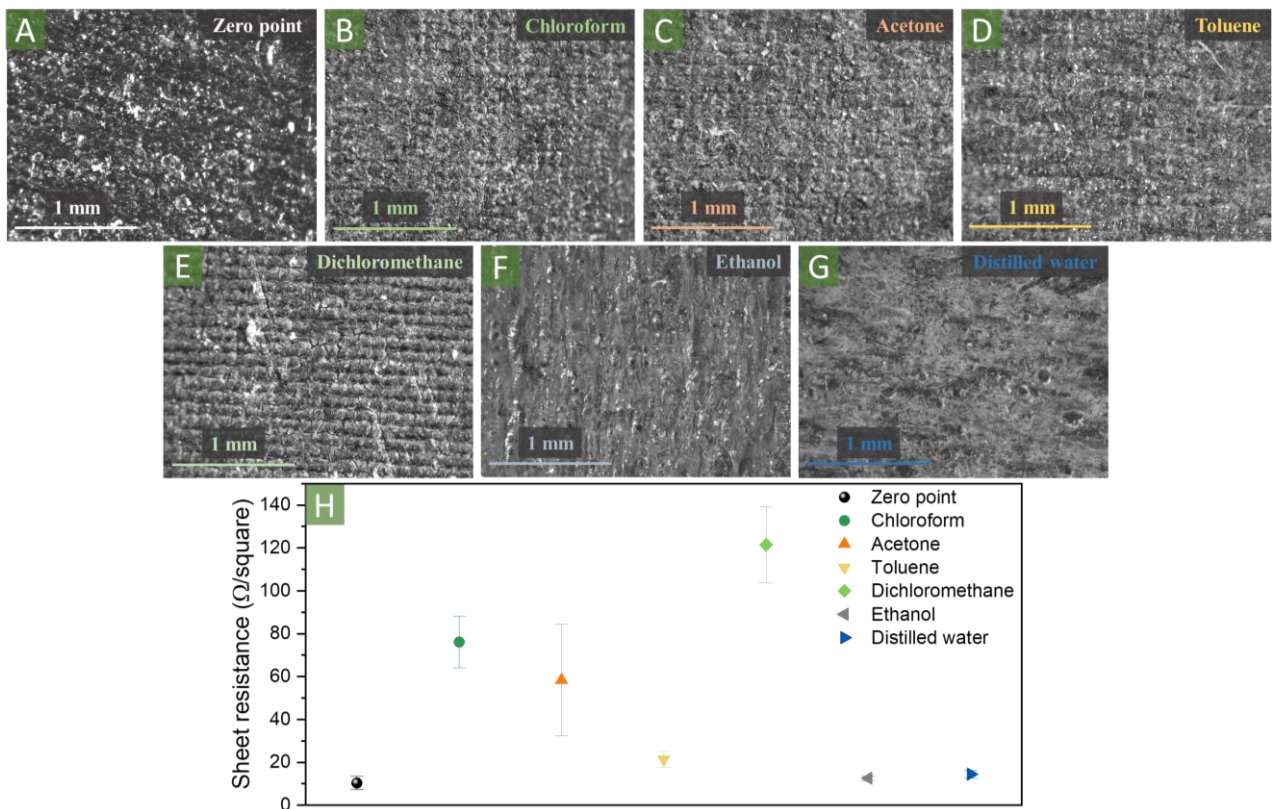 A
Zero point
1 mm
B
Chloroform
1 mm
C
Acetone
1 mm
D
Toluene
1 mm
E
Dichloromethane
1 mm
F
Ethanol
1 mm
G
Distilled water
1 mm
H
Sheet resistance (Ω/square)
140
120
100
80
60
40
20
0
Zero point
Chloroform
Acetone
Toluene
Dichloromethane
Ethanol
Distilled water